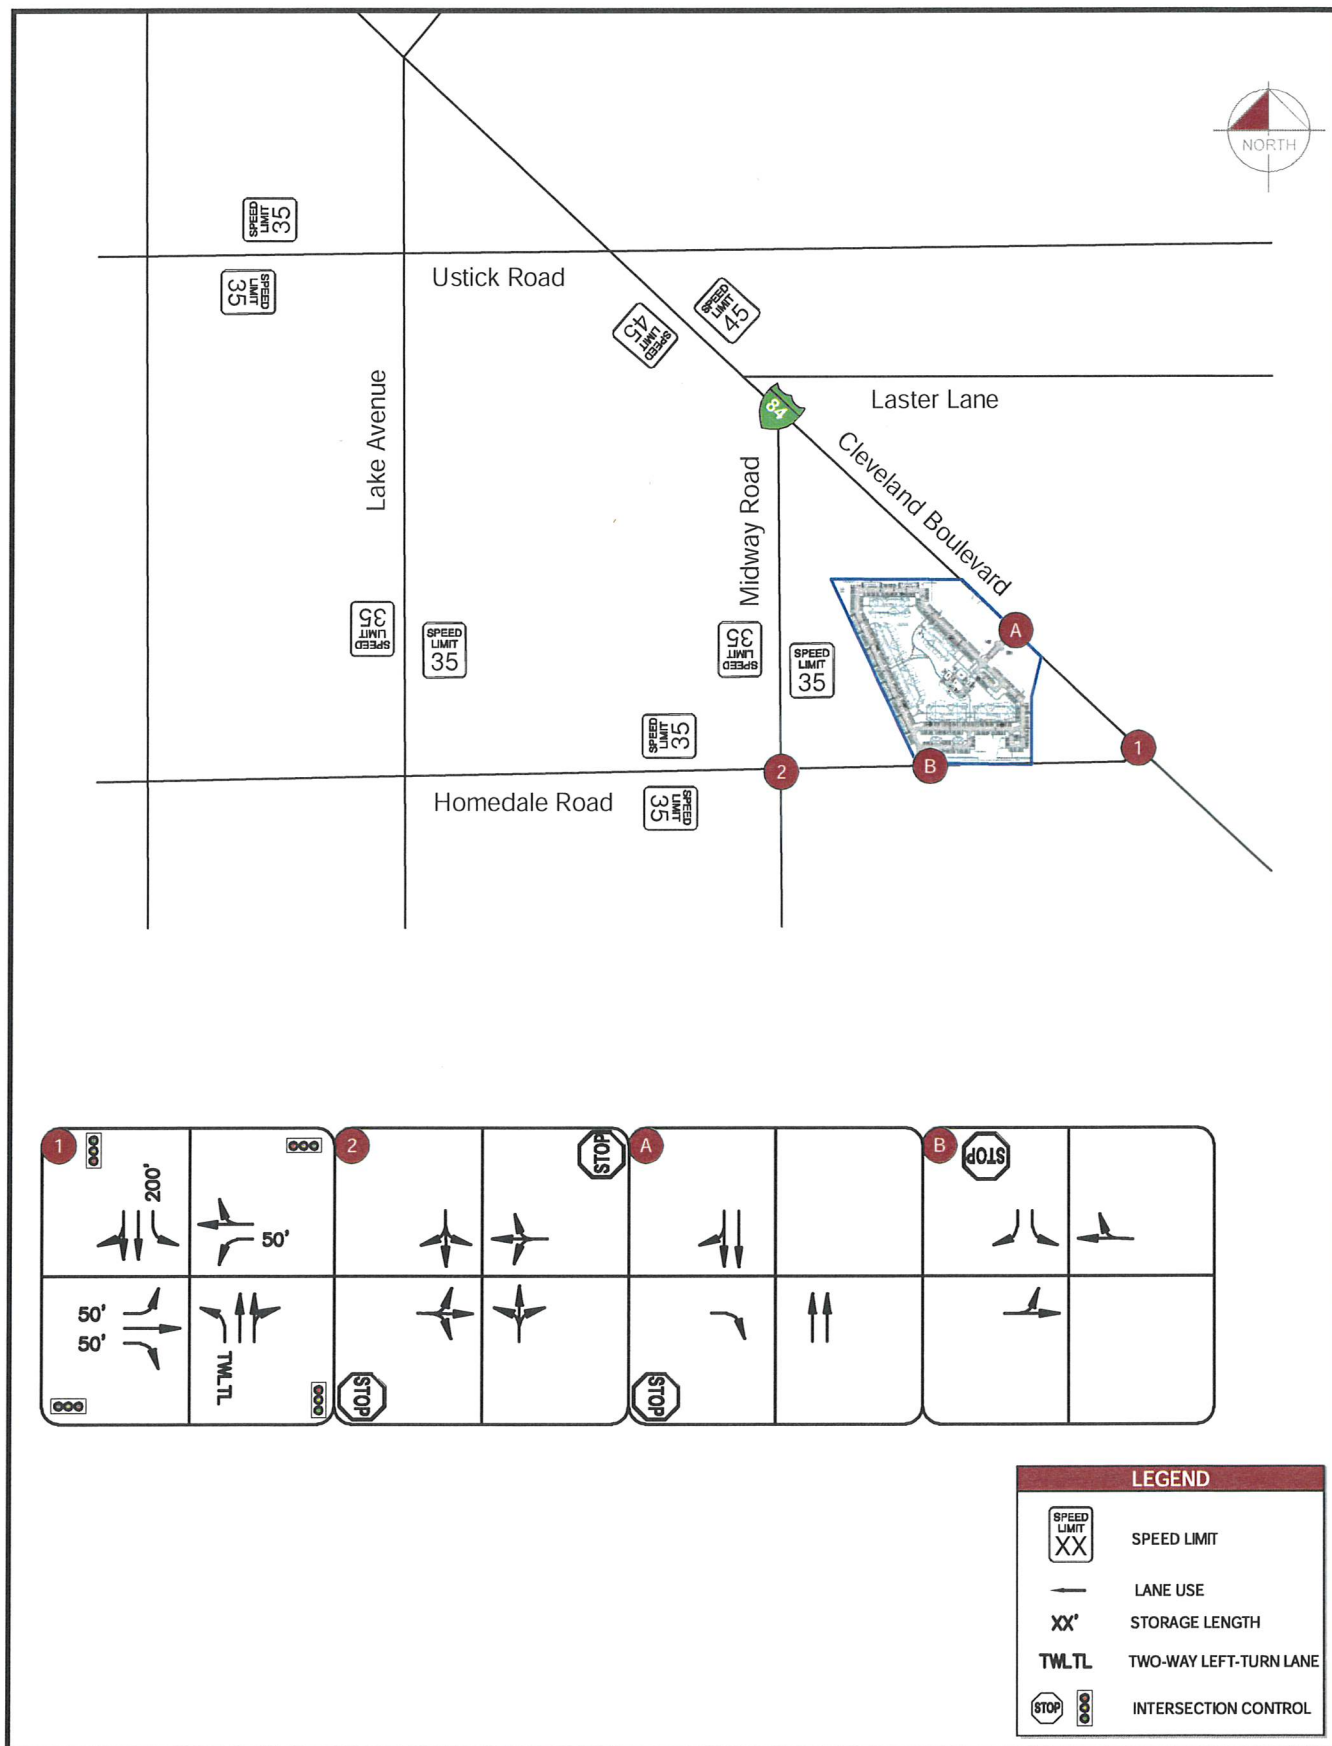 NORTH
SPEED
LIMIT
35
SPEED
LIMIT
35
Ustick Road
SPEED
LIMIT
45
SPEED
LIMIT
45
84
Laster Lane
Lake Avenue
Midway Road
Cleveland Boulevard
SPEED
LIMIT
35
SPEED
LIMIT
35
SPEED
LIMIT
35
SPEED
LIMIT
35
A
SPEED
LIMIT
35
1
2
B
Homedale Road
SPEED
LIMIT
35
1
200'
50'
50'
50'
TWLTL
2
STOP
STOP
A
STOP
B
STOP
LEGEND
SPEED
LIMIT
XX
SPEED LIMIT
LANE USE
XX' STORAGE LENGTH
TWLTL TWO-WAY LEFT-TURN LANE
STOP INTERSECTION CONTROL